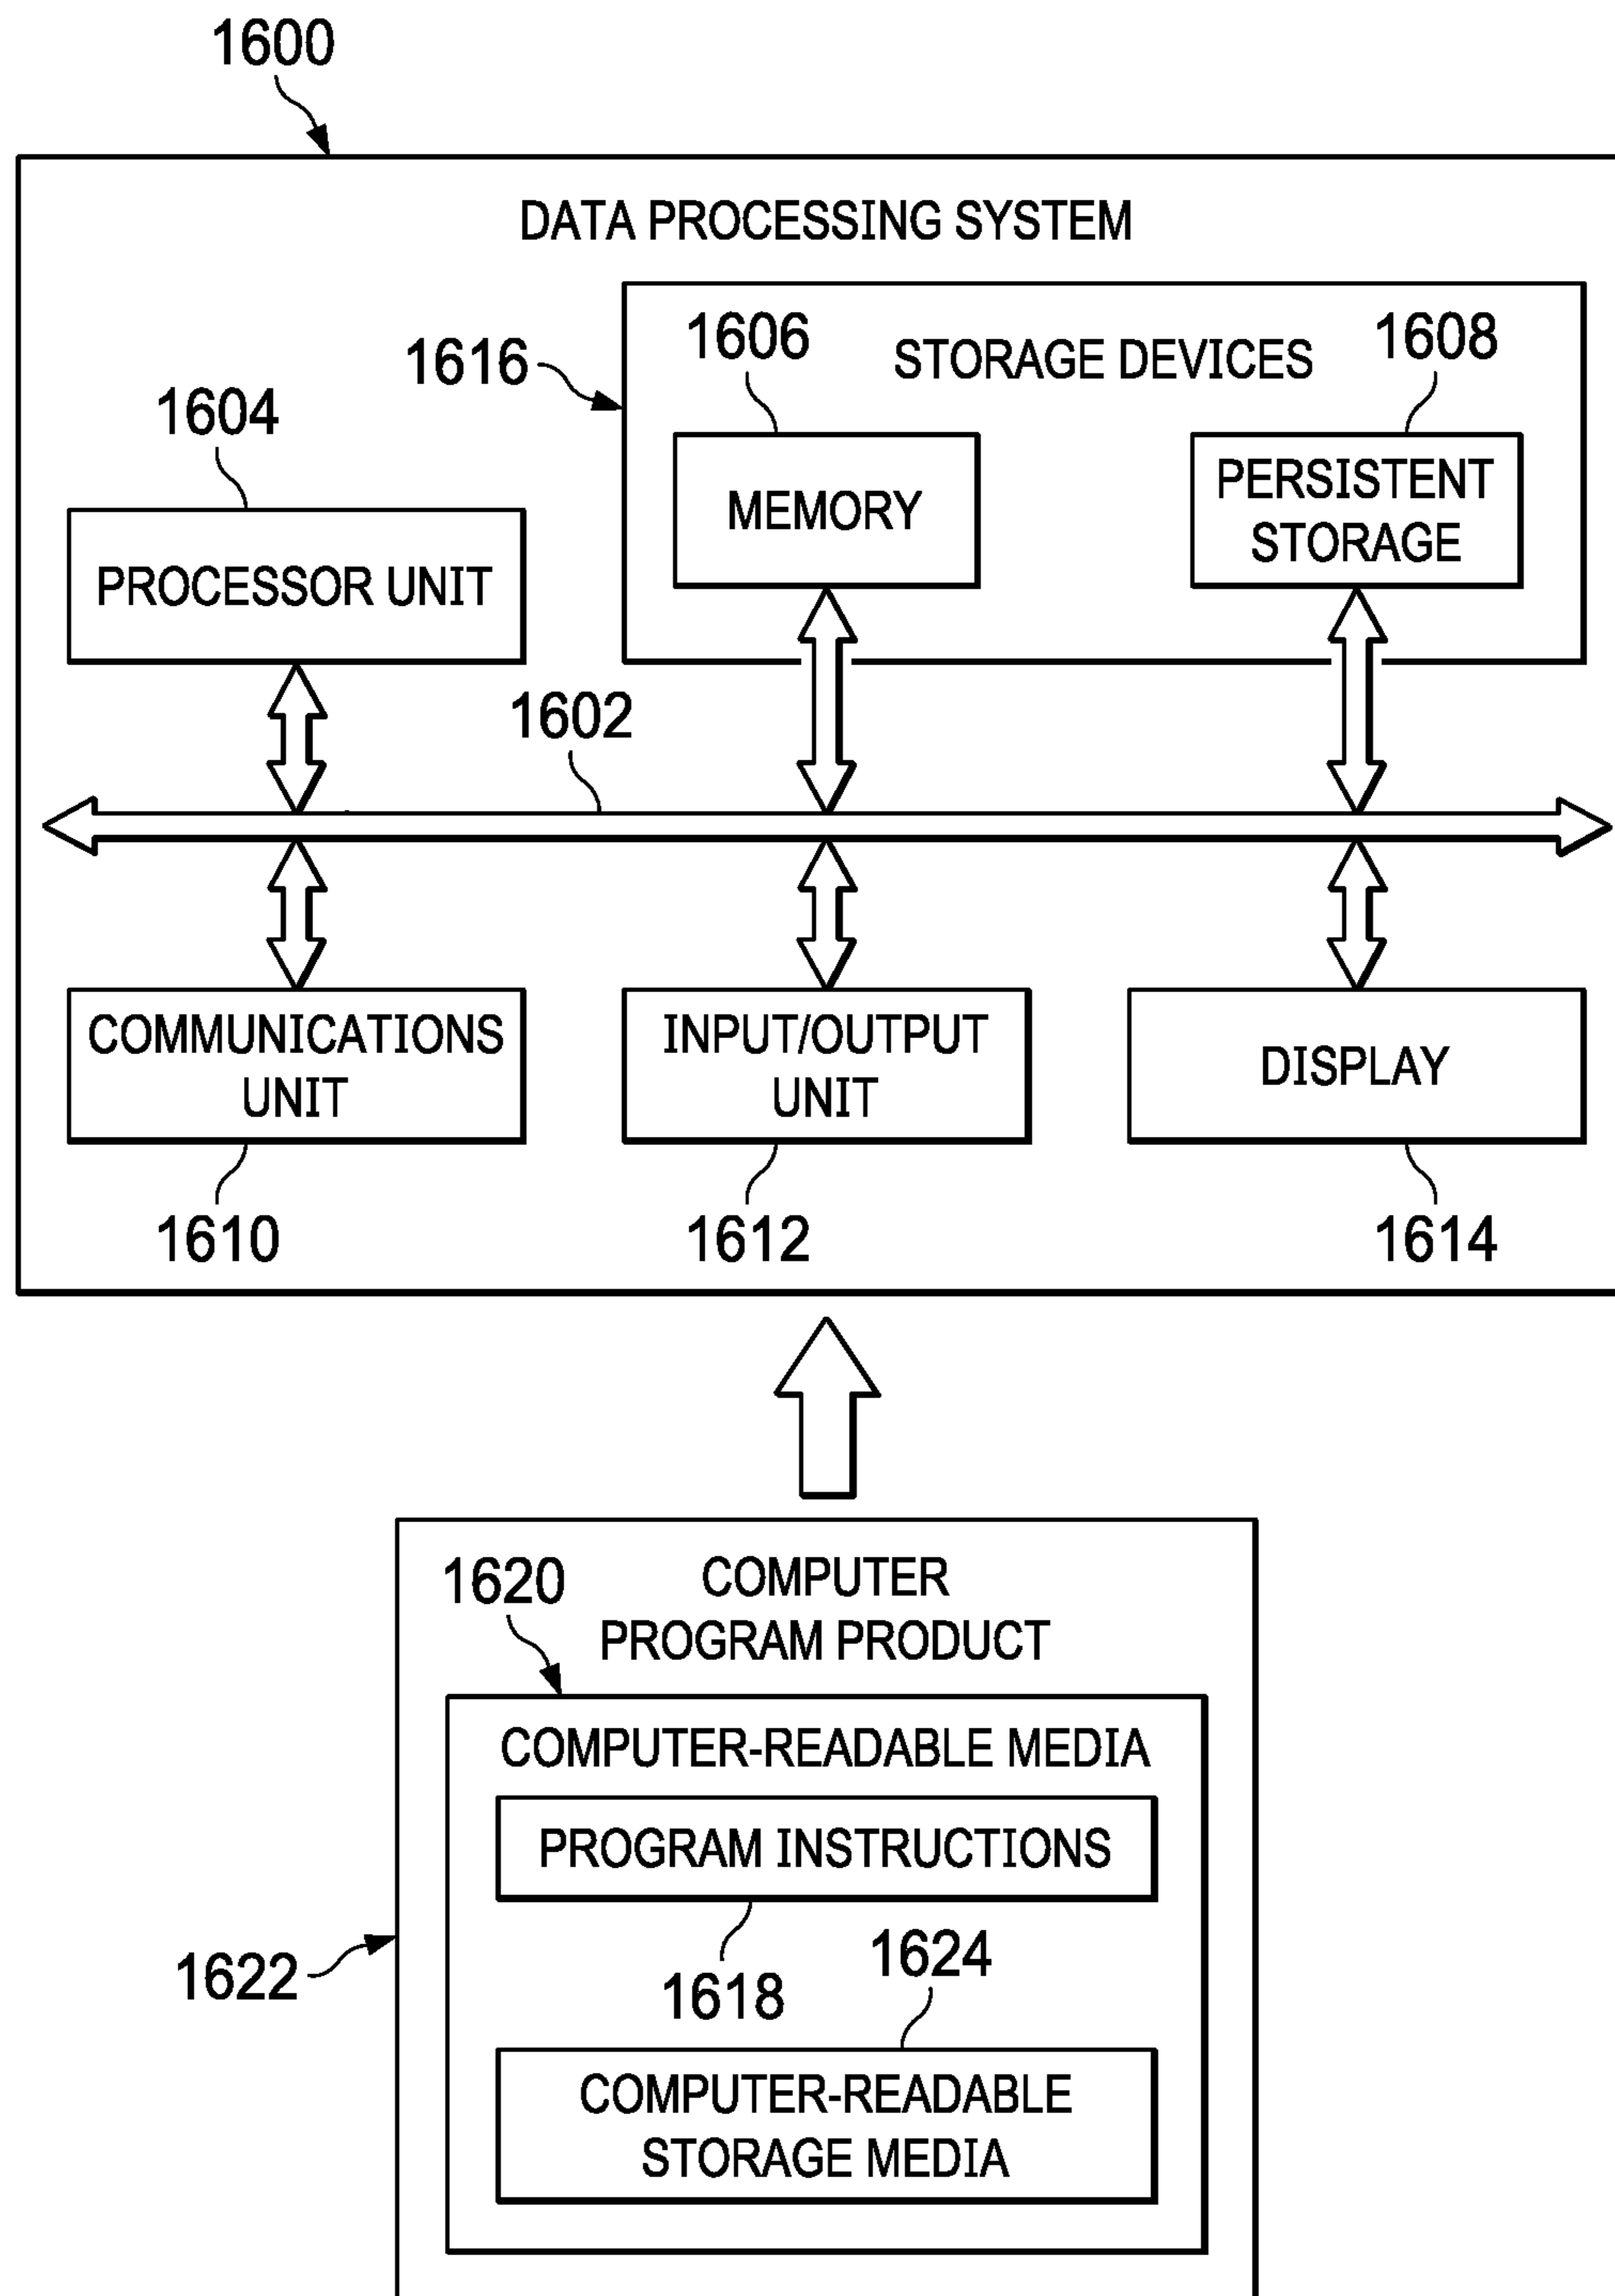 1600
DATA PROCESSING SYSTEM
1616
1606
STORAGE DEVICES
1608
1604
MEMORY
PERSISTENT
STORAGE
PROCESSOR UNIT
1602
COMMUNICATIONS
UNIT
INPUT/OUTPUT
UNIT
DISPLAY
1610
1612
1614
1620
COMPUTER
PROGRAM PRODUCT
COMPUTER-READABLE MEDIA
PROGRAM INSTRUCTIONS
1622
1618
1624
COMPUTER-READABLE
STORAGE MEDIA